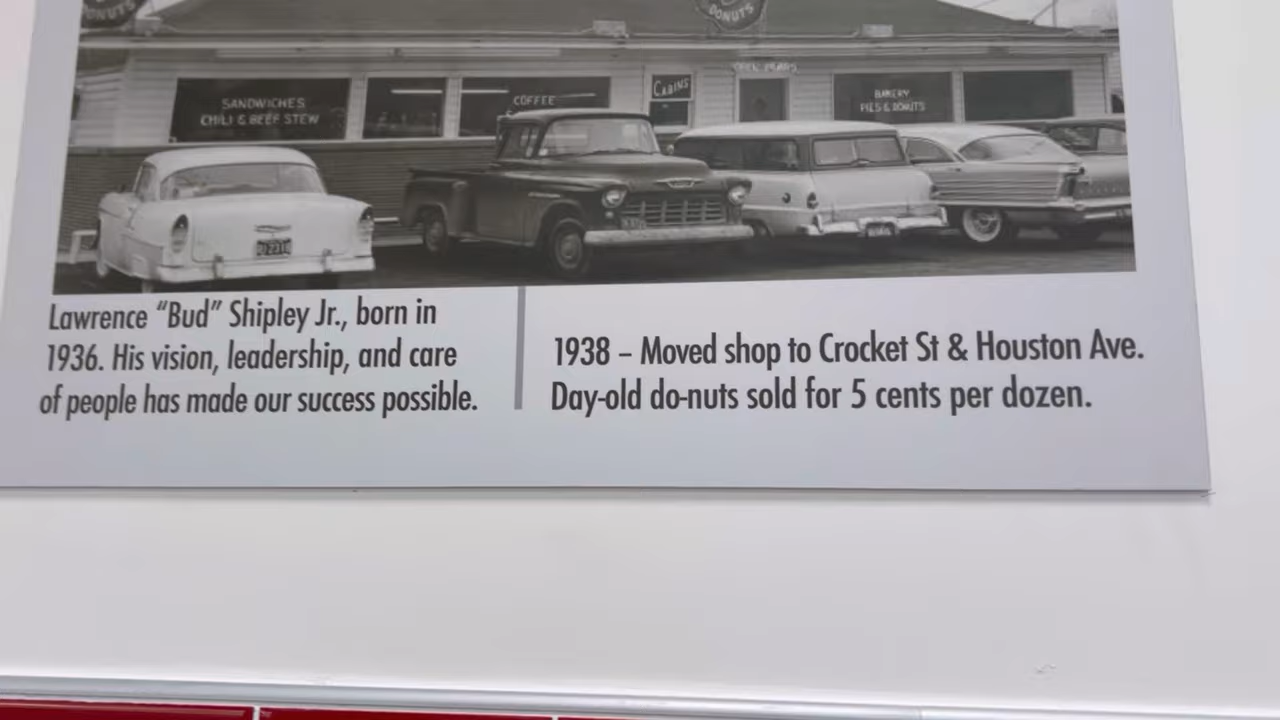 DONUTS
DONUTS
SANDWICHES
CHILI & BEEF STEW
COFFEE
CABINS
BAKERY
PIES & DONUTS
Lawrence “Bud” Shipley Jr., born in
1936. His vision, leadership, and care
of people has made our success possible.
1938 – Moved shop to Crocket St & Houston Ave.
Day-old do-nuts sold for 5 cents per dozen.